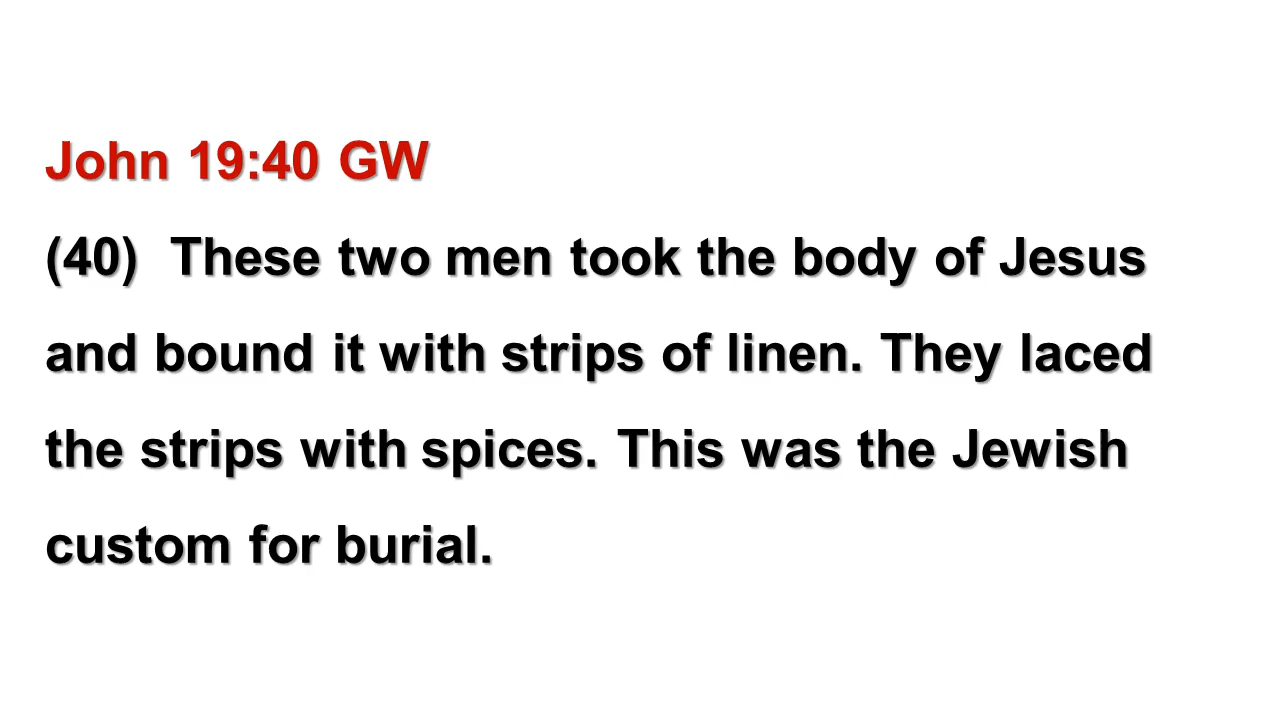 John 19:40 GW
(40)  These two men took the body of Jesus
and bound it with strips of linen. They laced
the strips with spices. This was the Jewish
custom for burial.